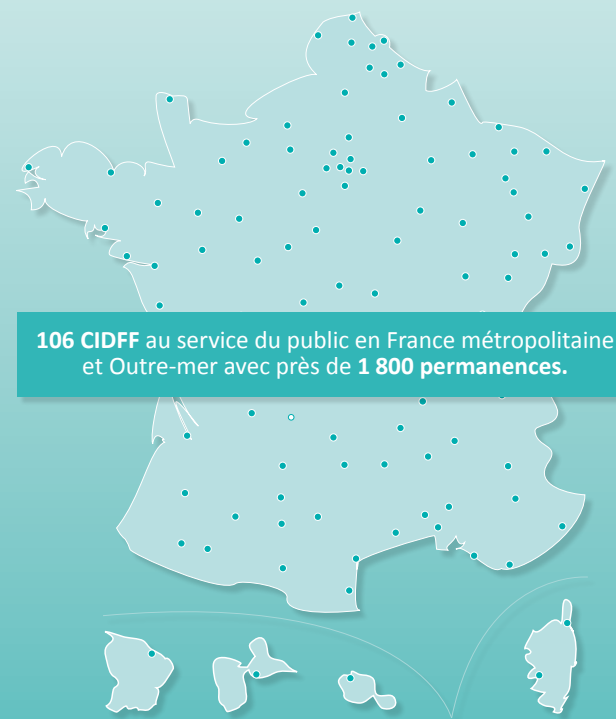 106 CIDFF au service du public en France métropolitaine
et Outre-mer avec près de 1 800 permanences.